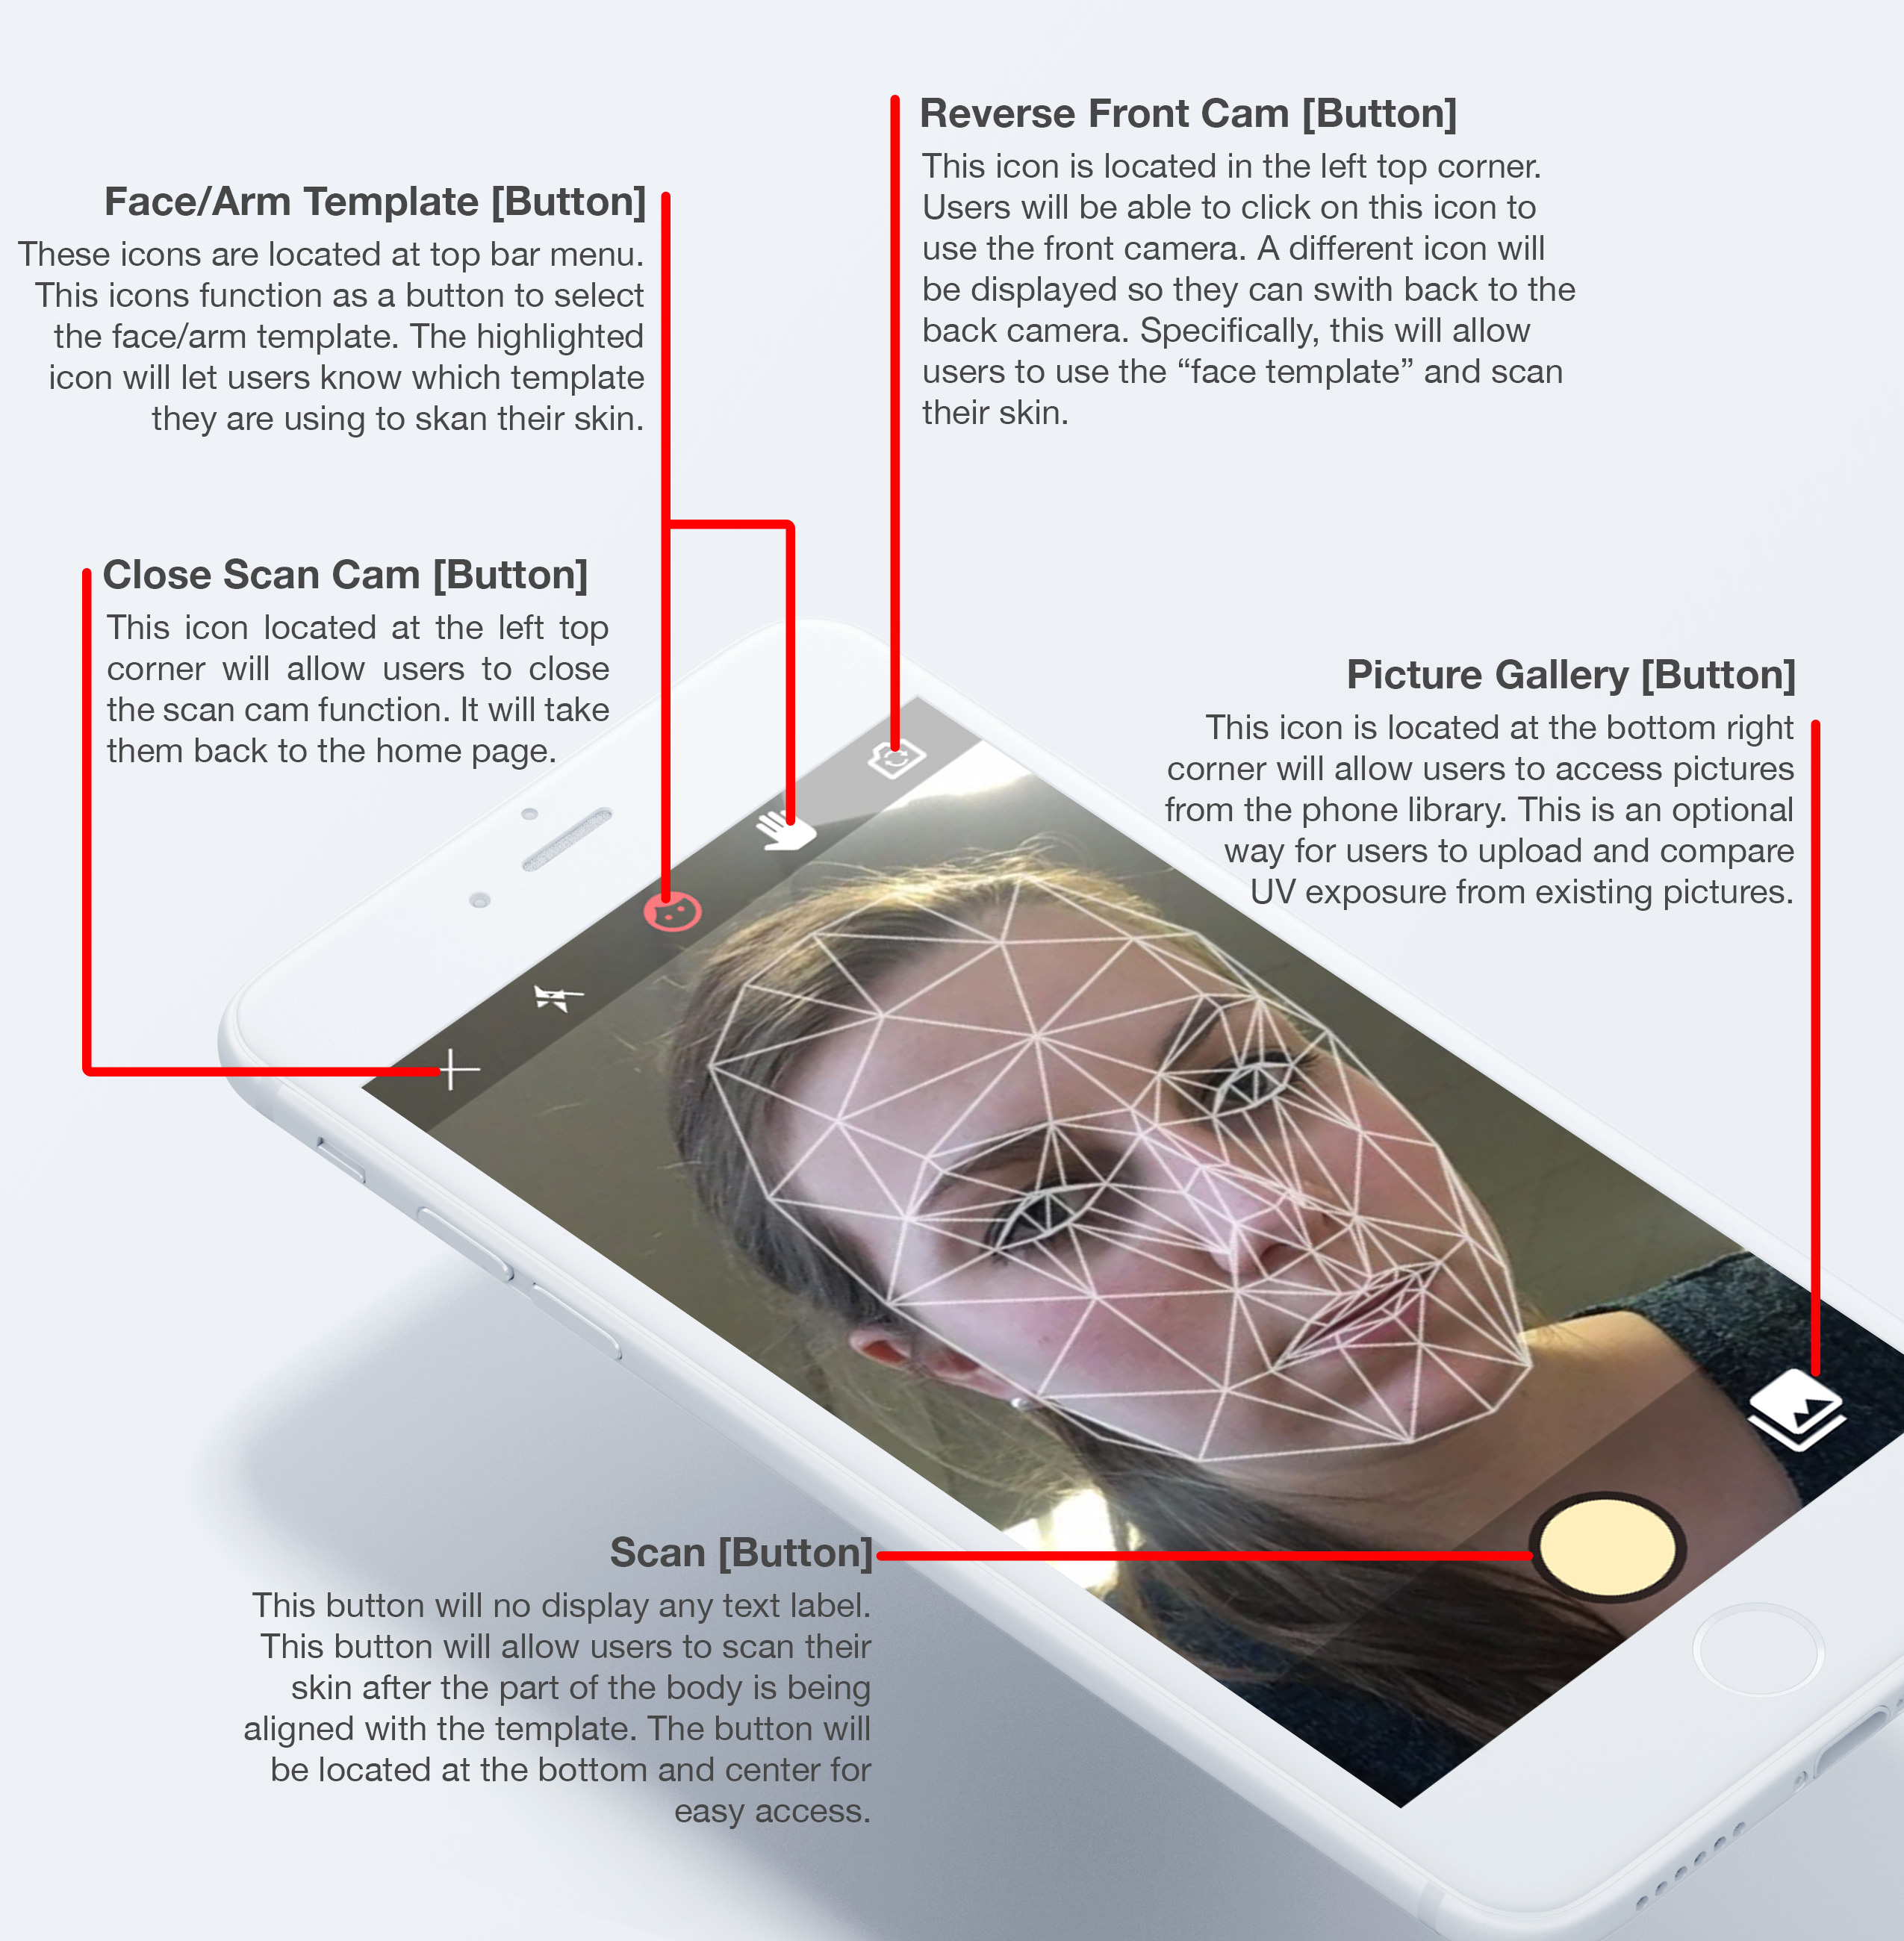 Reverse Front Cam [Button]
This icon is located in the left top corner.
Users will be able to click on this icon to
use the front camera. A different icon will
be displayed so they can swith back to the
back camera. Specifically, this will allow
users to use the “face template” and scan
their skin.
Face/Arm Template [Button]
These icons are located at top bar menu.
This icons function as a button to select
the face/arm template. The highlighted
icon will let users know which template
they are using to skan their skin.
Close Scan Cam [Button]
This icon located at the left top
corner will allow users to close
the scan cam function. It will take
them back to the home page.
Picture Gallery [Button]
This icon is located at the bottom right
corner will allow users to access pictures
from the phone library. This is an optional
way for users to upload and compare
UV exposure from existing pictures.
Scan [Button]
This button will no display any text label.
This button will allow users to scan their
skin after the part of the body is being
aligned with the template. The button will
be located at the bottom and center for
easy access.